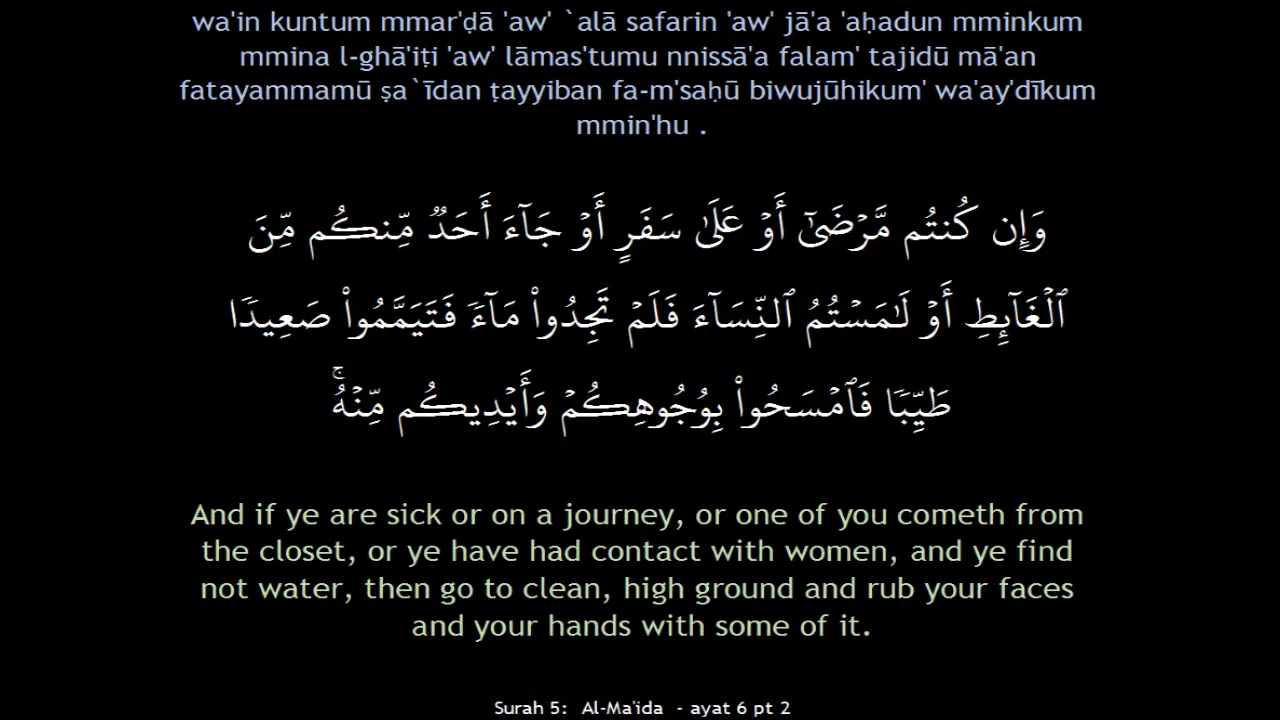 wa'in kuntum mmar'ḍā 'aw' `alā safarin 'aw' jā'a 'aḥadun mminkum
mmina l-ghā'iṭi 'aw' lāmas'tumu nnissā'a falam' tajidū mā'an
fatayammamū ṣa`īdan ṭayyiban fa-m'saḥū biwujūhikum' wa'ay'dīkum
mmin'hu .
وَإِن كُنتُم مَّرۡضَىٰٓ أَوۡ عَلَىٰ سَفَرٍ أَوۡ جَآءَ أَحَدٌ۬ مِّنكُم مِّنَ
ٱلۡغَآٮِٕطِ أَوۡ لَـٰمَسۡتُمُ ٱلنِّسَآءَ فَلَمۡ تَجِدُواْ مَآءً۬ فَتَيَمَّمُواْ صَعِيدً۬ا
طَيِّبً۬ا فَٱمۡسَحُواْ بِوُجُوهِڪُمۡ وَأَيۡدِيكُم مِّنۡهُ‌ۚ
And if ye are sick or on a journey, or one of you cometh from
the closet, or ye have had contact with women, and ye find
not water, then go to clean, high ground and rub your faces
and your hands with some of it.
Surah 5: Al-Ma'ida - ayat 6 pt 2